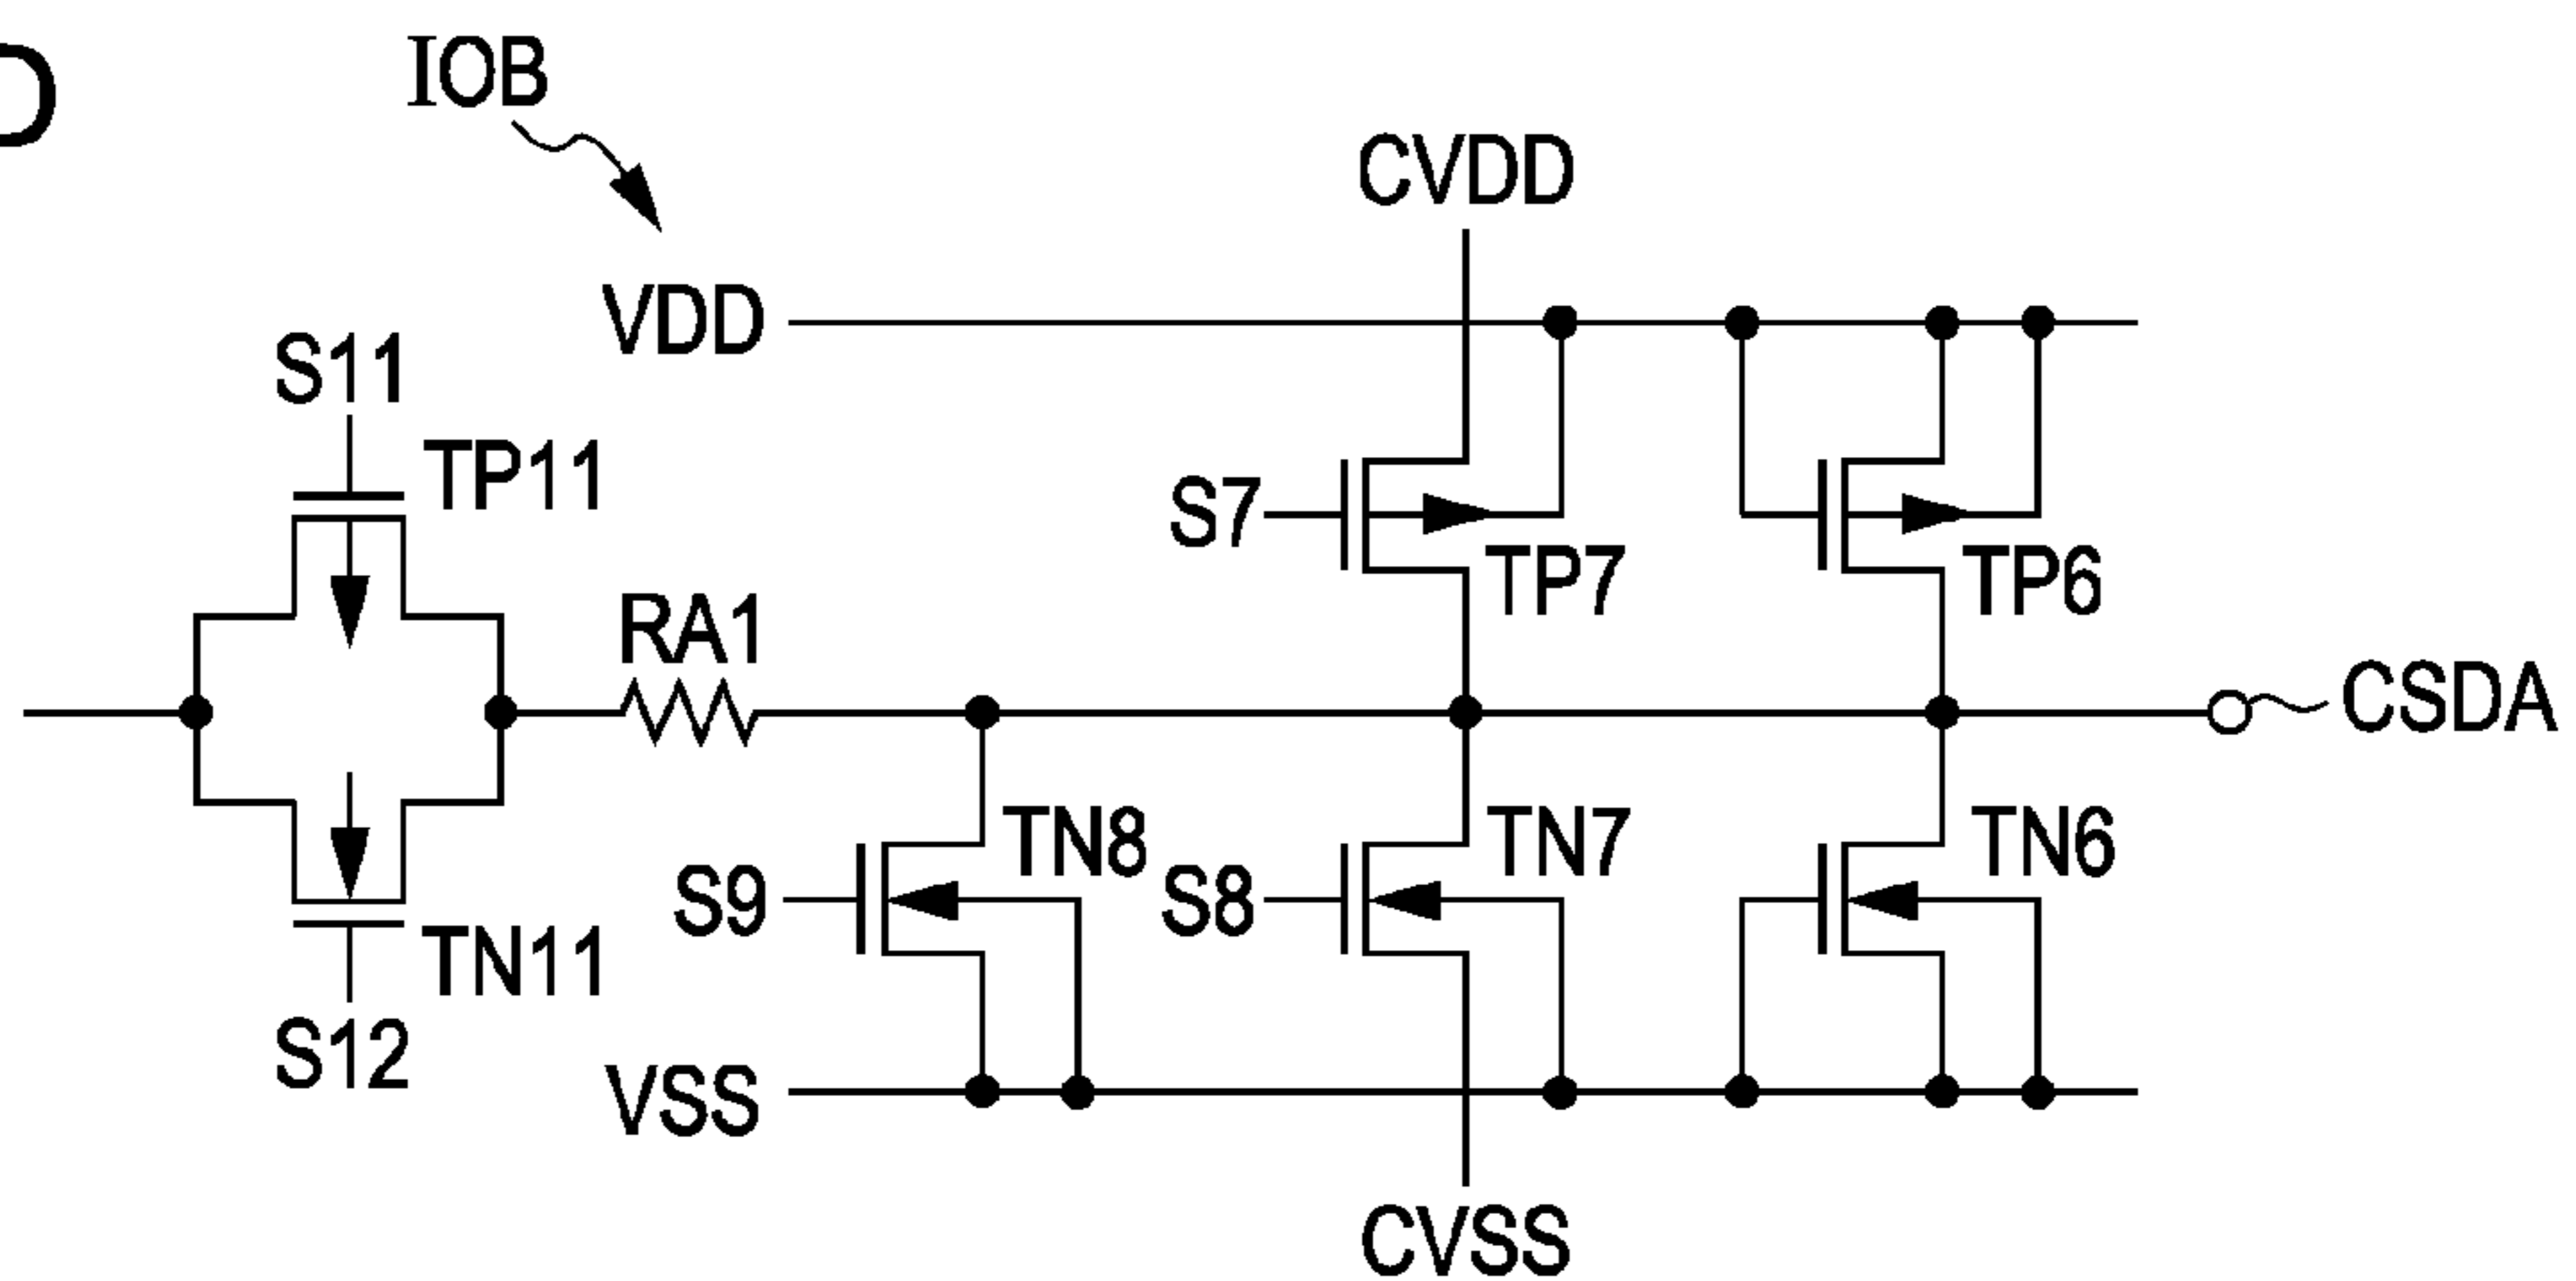 D
IOB
CVDD
VDD
S11
TP11
S7
TP7
TP6
RA1
CSDA
TN8
TN7
TN6
S9
S8
TN11
S12
VSS
CVSS